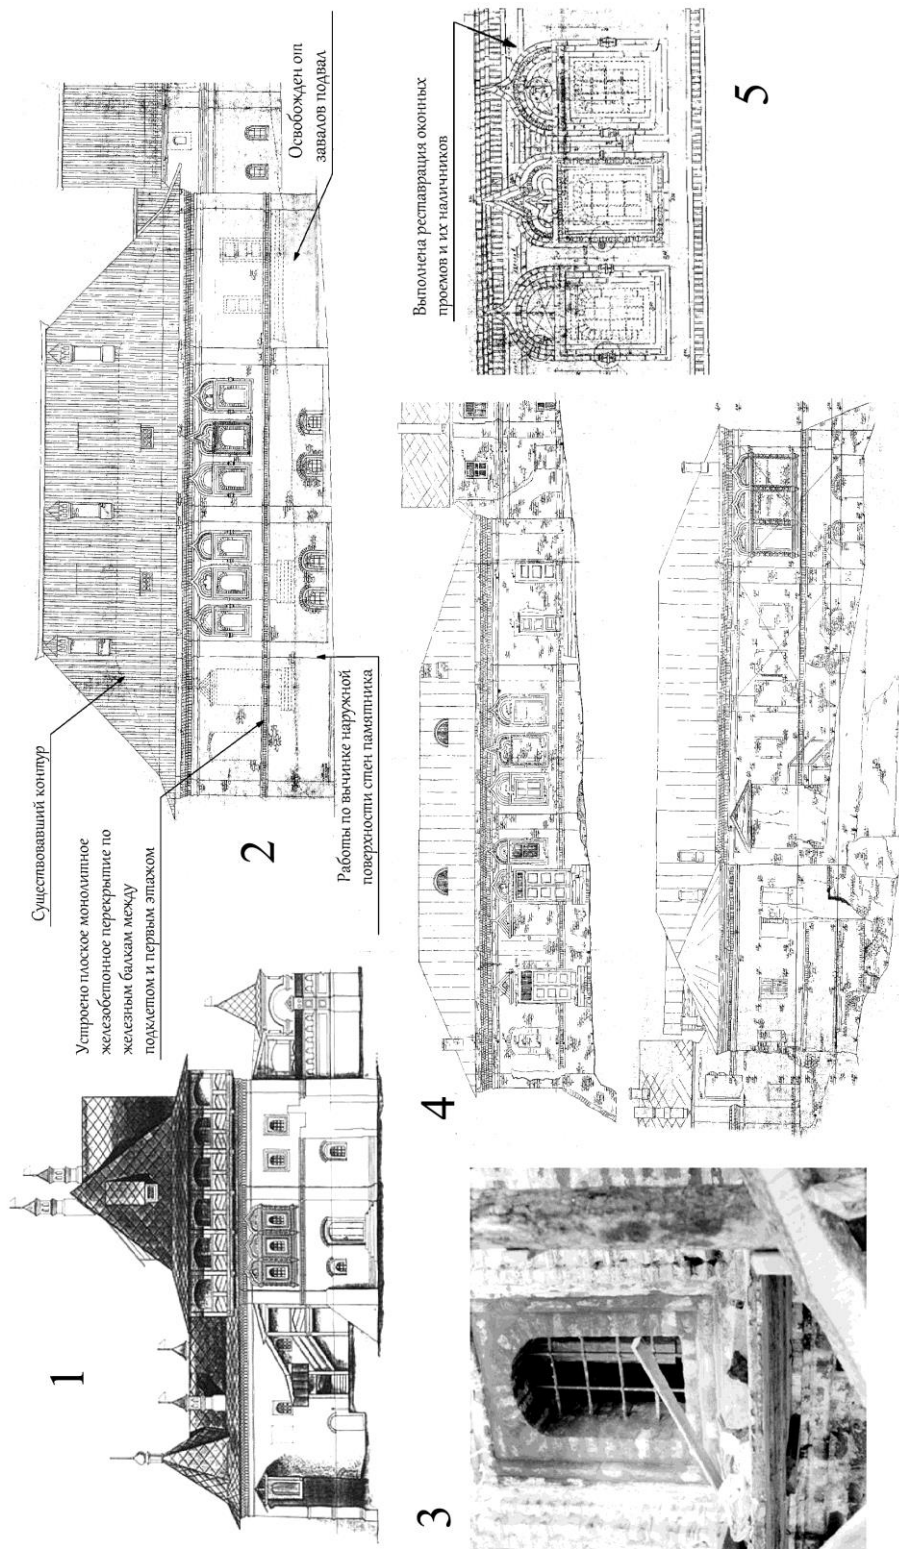 1
Устроено плоское монолитное
железобетонное перекрытие по
железным балкам между
подклетом и первым этажом
Существовавший контур
2
Работы по вычинке наружной
поверхности стен памятника
Освобожден от
завалов подвал
3
4
Выполнена реставрация оконных
проемов и их наличников
5